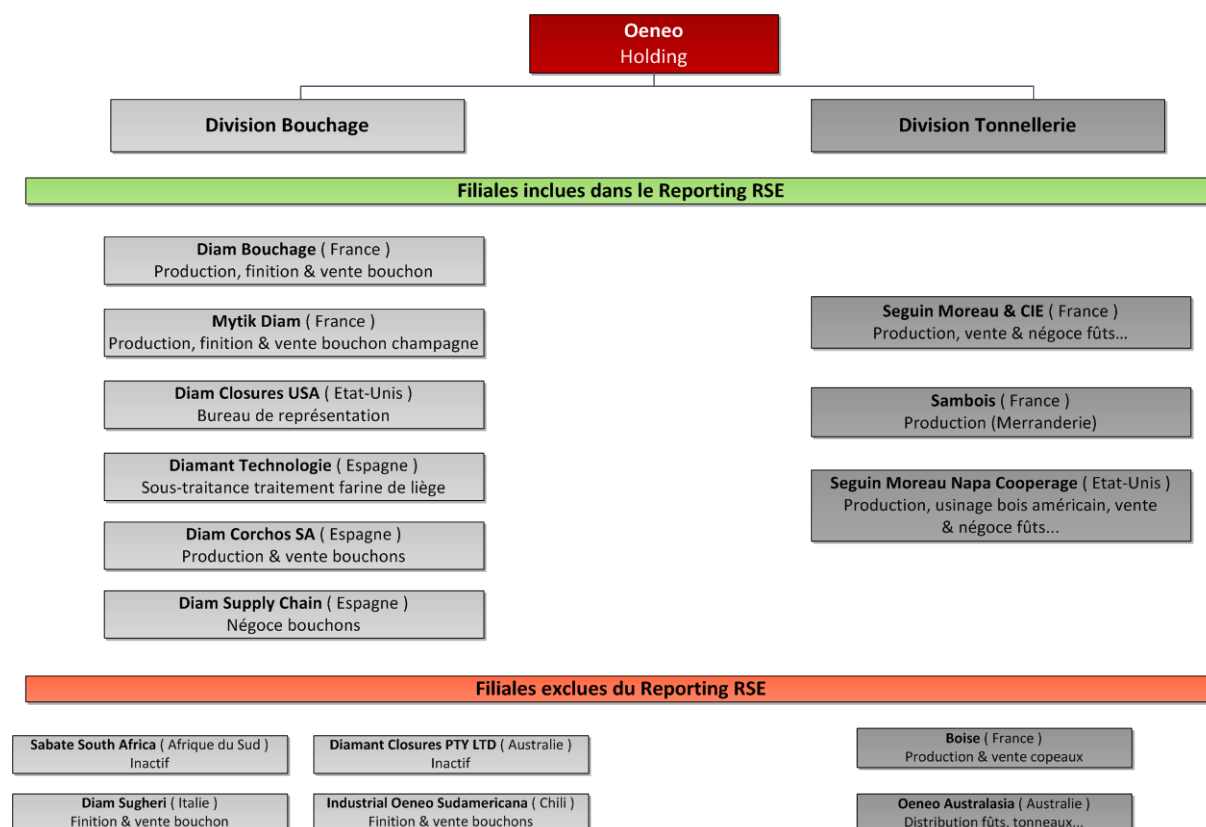 Oeneo
Holding
Division Bouchage
Division Tonnellerie
Filiales inclues dans le Reporting RSE
Diam Bouchage ( France )
Production, finition & vente bouchon
Mytik Diam ( France )
Production, finition & vente bouchon champagne
Diam Closures USA ( Etat-Unis )
Bureau de représentation
Diamant Technologie ( Espagne )
Sous-traitance traitement farine de liège
Diam Corchos SA ( Espagne )
Production & vente bouchons
Diam Supply Chain ( Espagne )
Négoce bouchons
Seguin Moreau & CIE ( France )
Production, vente & négoce fûts...
Sambois ( France )
Production (Merranderie)
Seguin Moreau Napa Cooperage ( Etat-Unis )
Production, usinage bois américain, vente
& négoce fûts...
Filiales exclues du Reporting RSE
Sabate South Africa ( Afrique du Sud )
Inactif
Diamant Closures PTY LTD ( Australie )
Inactif
Boise ( France )
Production & vente copeaux
Diam Sugheri ( Italie )
Finition & vente bouchon
Industrial Oeneo Sudamericana ( Chili )
Finition & vente bouchons
Oeneo Australasia ( Australie )
Distribution fûts, tonneaux...